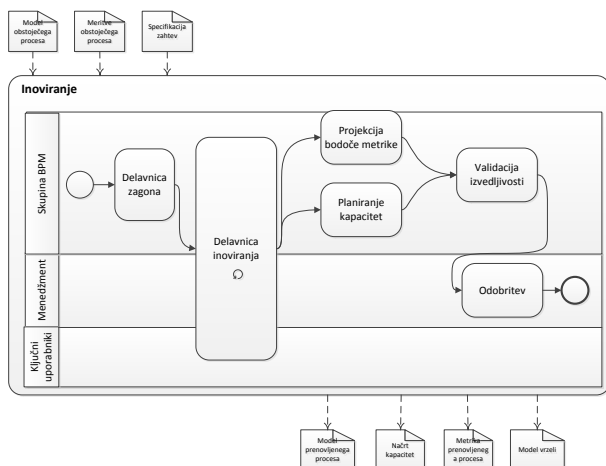 Model
obstoječega
procesa
Meritve
obstoječega
procesa
Specifikacija
zahtev
Inoviranje
Skupina BPM
Delavnica
zagona
Delavnica
inoviranja
Projekcija
bodoče metrike
Planiranje
kapacitet
Validacija
izvedljivosti
Menedžment
Odobritev
Ključni
uporabniki
Model
prenovljenega
procesa
Načrt
kapacitet
Metrika
prenovljeneg
a procesa
Model vrzeli